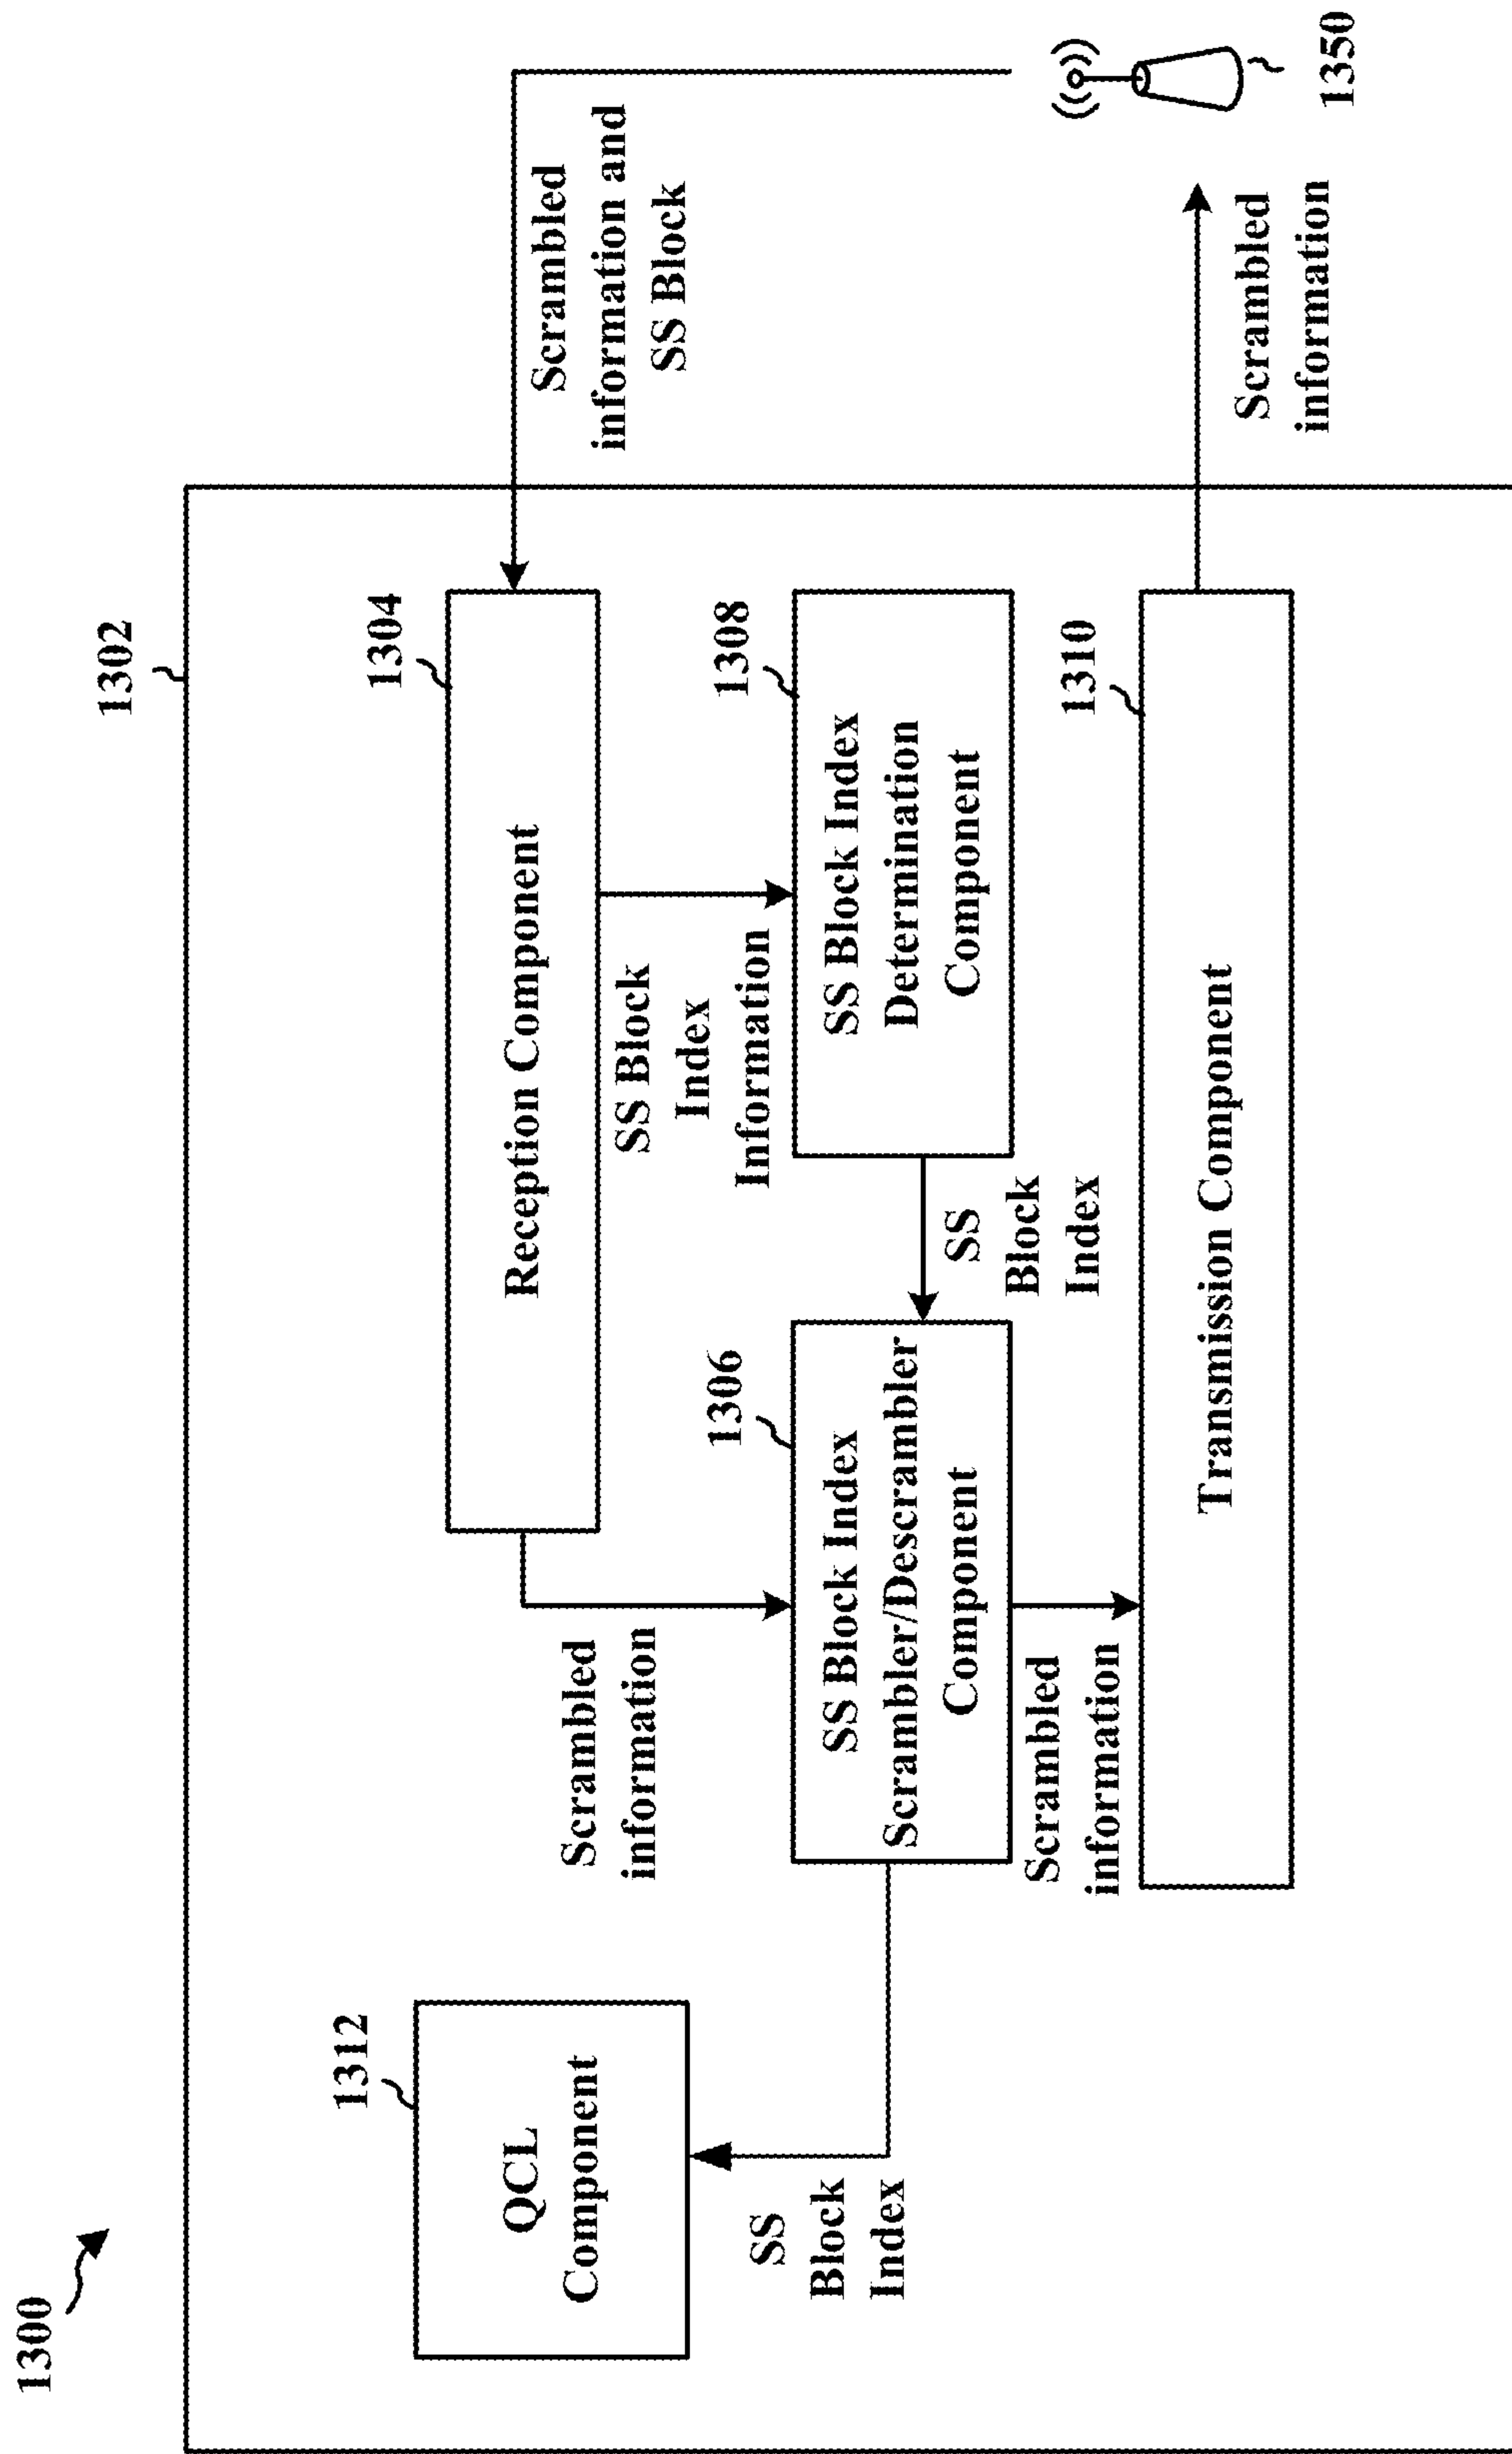 1300
1302
1312
QCL
Component
SS
Block
Index
1304
Reception Component
Scrambled
information and
SS Block
Scrambled
information
SS Block
Index
Information
1306
SS Block Index
Scrambler/Descrambler
Component
SS
Block
Index
1308
SS Block Index
Determination
Component
Scrambled
information
1310
Transmission Component
Scrambled
information
1350